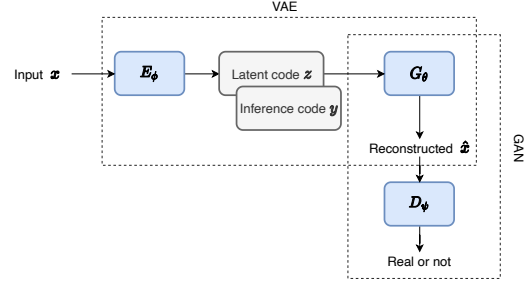 VAE
Input x
E_ϕ
Latent code z
Inference code y
G_θ
Reconstructed x̂
GAN
D_ψ
Real or not